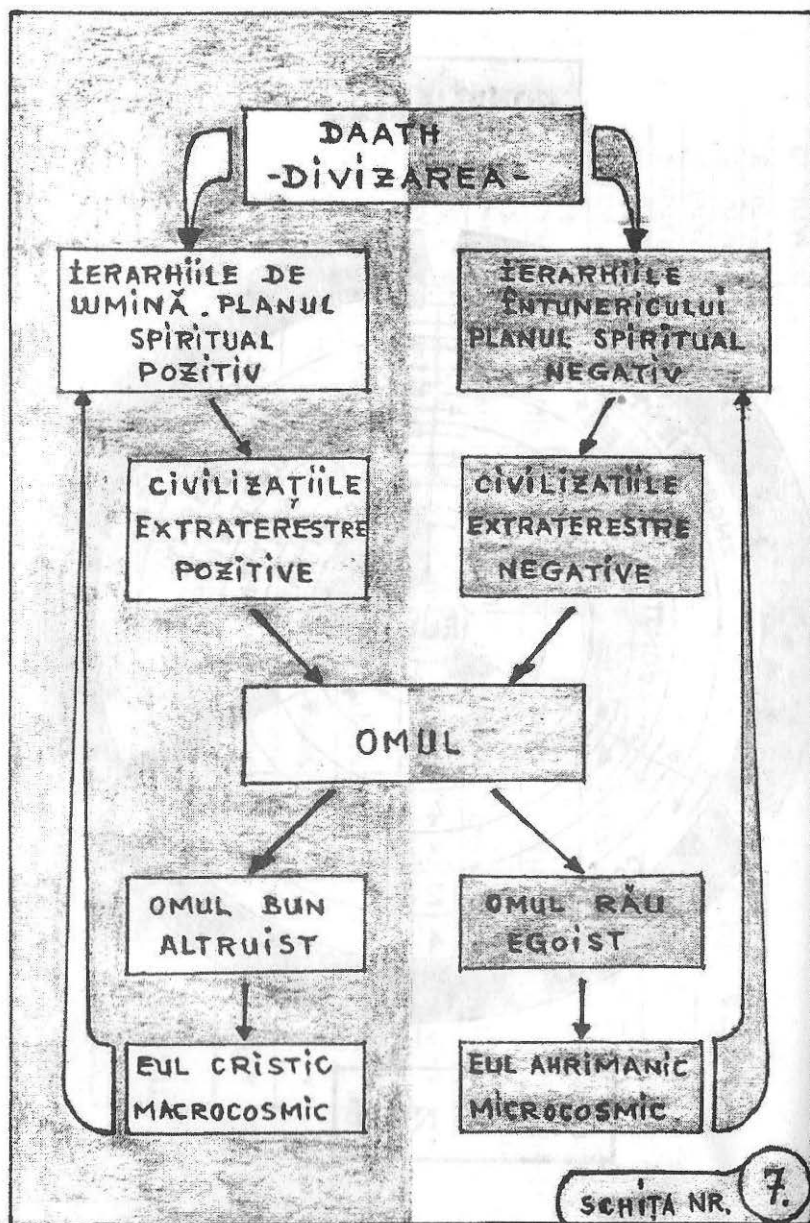 DAATH
-DIVIZAREA-
IERARHIILE DE
LUMINĂ. PLANUL
SPIRITUAL
POZITIV
IERARHIILE
ÎNTUNERICULUI
PLANUL SPIRITUAL
NEGATIV
CIVILIZAȚIILE
EXTRATERESTRE
POZITIVE
CIVILIZATIILE
EXTRATERESTRE
NEGATIVE
OMUL
OMUL BUN
ALTRUIST
OMUL RĂU
EGOIST
EUL CRISTIC
MACROCOSMIC
EUL AHRIMANIC
MICROCOSMIC
SCHIȚA NR. 7.